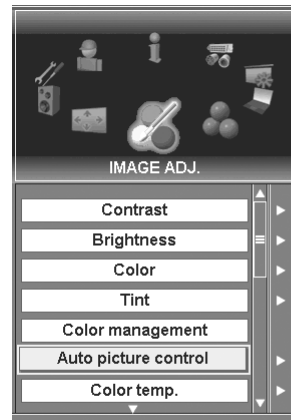 IMAGE ADJ.
Contrast
Brightness
Color
Tint
Color management
Auto picture control
Color temp.